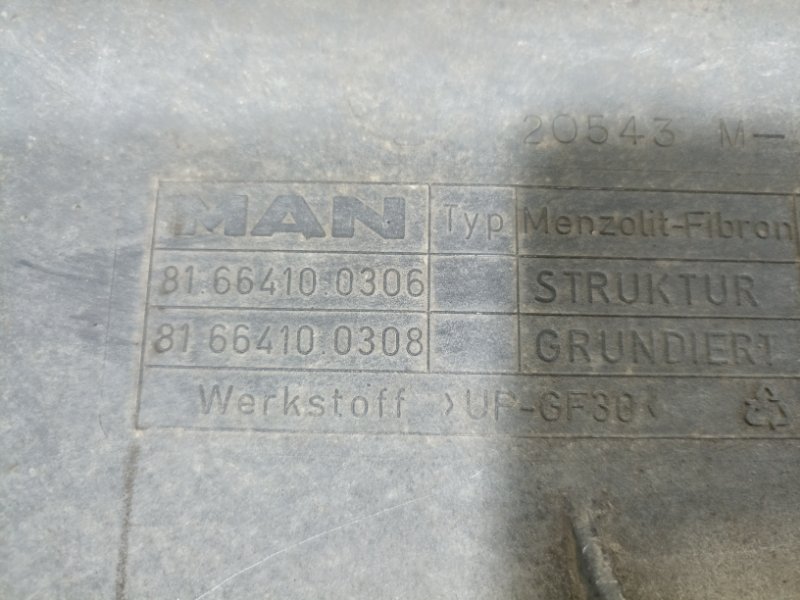 20543 M-
MAN Typ Menzolit-Fibron
81.66410.0306 STRUKTUR
81.66410.0308 GRUNDIERT
Werkstoff >UP-GF30<